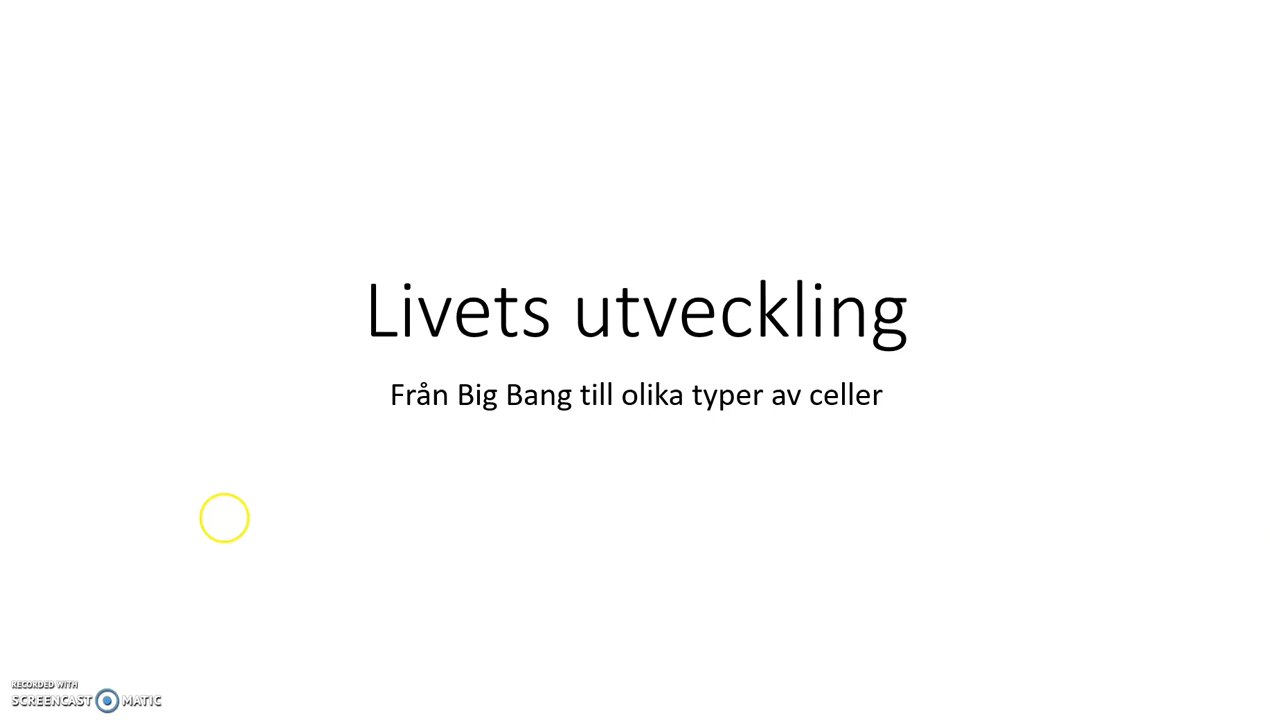 Livets utveckling
Från Big Bang till olika typer av celler
RECORDED WITH
SCREENCAST MATIC